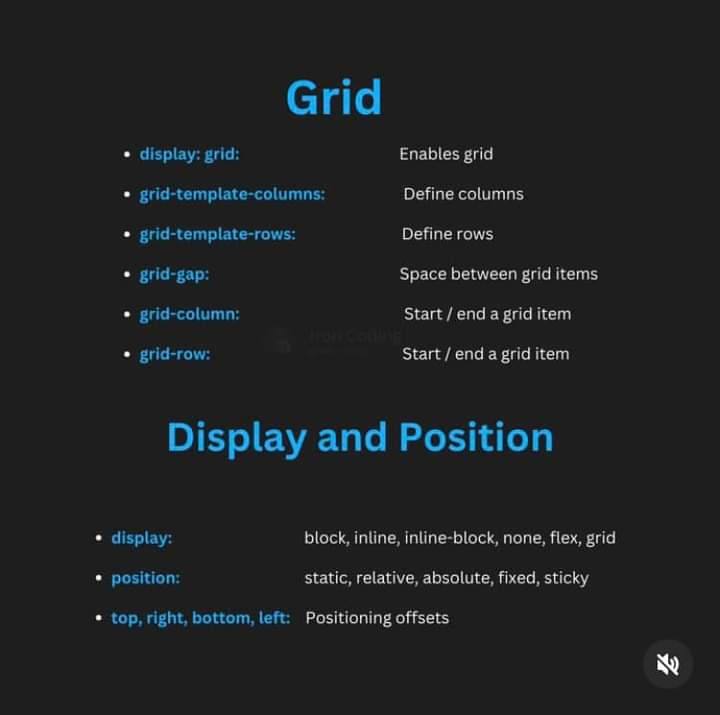 Grid
• display: grid: Enables grid
• grid-template-columns: Define columns
• grid-template-rows: Define rows
• grid-gap: Space between grid items
• grid-column: Start / end a grid item
• grid-row: Start / end a grid item
Display and Position
• display: block, inline, inline-block, none, flex, grid
• position: static, relative, absolute, fixed, sticky
• top, right, bottom, left: Positioning offsets